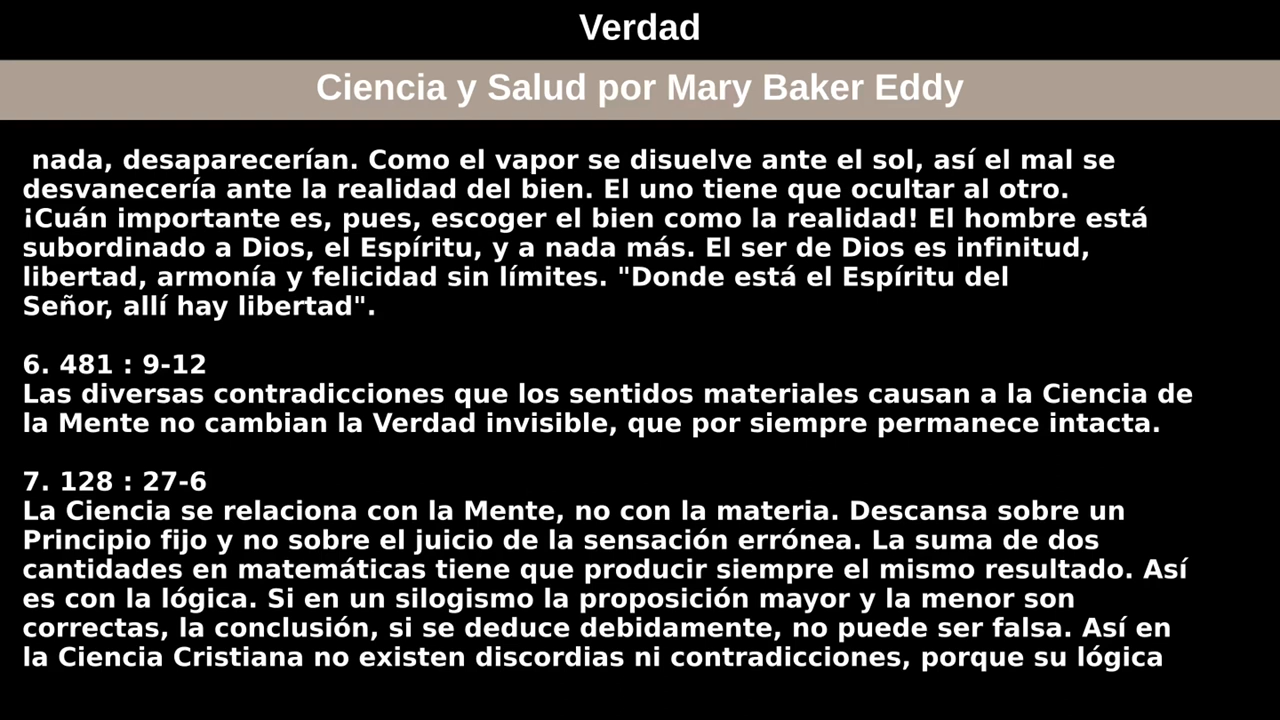 Verdad
Ciencia y Salud por Mary Baker Eddy
nada, desaparecerían. Como el vapor se disuelve ante el sol, así el mal se
desvanecería ante la realidad del bien. El uno tiene que ocultar al otro.
¡Cuán importante es, pues, escoger el bien como la realidad! El hombre está
subordinado a Dios, el Espíritu, y a nada más. El ser de Dios es infinitud,
libertad, armonía y felicidad sin límites. "Donde está el Espíritu del
Señor, allí hay libertad".
6. 481 : 9-12
Las diversas contradicciones que los sentidos materiales causan a la Ciencia de
la Mente no cambian la Verdad invisible, que por siempre permanece intacta.
7. 128 : 27-6
La Ciencia se relaciona con la Mente, no con la materia. Descansa sobre un
Principio fijo y no sobre el juicio de la sensación errónea. La suma de dos
cantidades en matemáticas tiene que producir siempre el mismo resultado. Así
es con la lógica. Si en un silogismo la proposición mayor y la menor son
correctas, la conclusión, si se deduce debidamente, no puede ser falsa. Así en
la Ciencia Cristiana no existen discordias ni contradicciones, porque su lógica